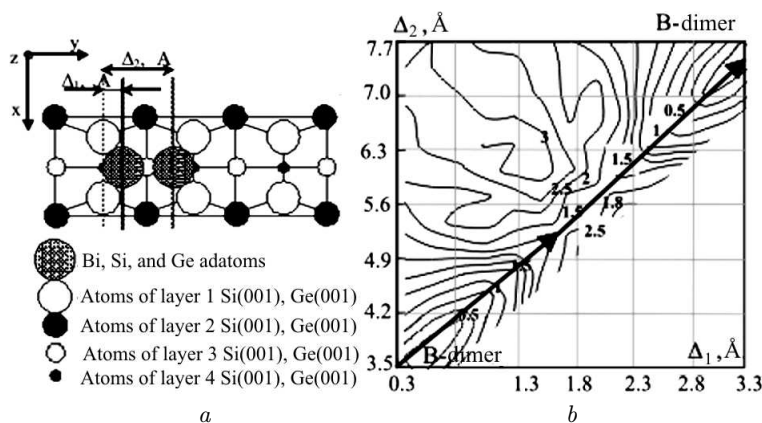 z
y
x
Δ₂, Å
Δ₁, Å
Bi, Si, and Ge adatoms
Atoms of layer 1 Si(001), Ge(001)
Atoms of layer 2 Si(001), Ge(001)
Atoms of layer 3 Si(001), Ge(001)
Atoms of layer 4 Si(001), Ge(001)
a
Δ₂, Å
B-dimer
7.7
7.0
6.3
5.6
4.9
4.2
3.5
0.5
1
1.5
3
2
2.5
1.8
1.5
2.5
1.5
1
0.5
B-dimer
Δ₁, Å
0.3 1.3 1.8 2.3 2.8 3.3
b